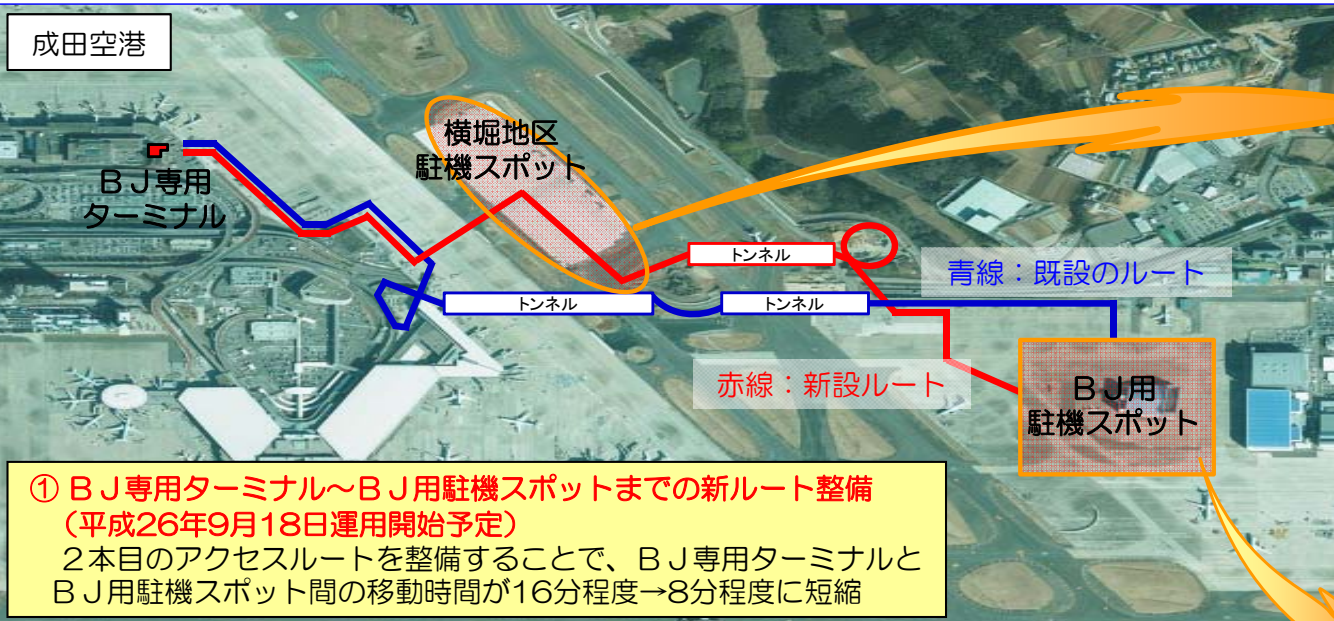 成田空港
横堀地区
駐機スポット
ＢＪ専用
ターミナル
トンネル
青線：既設のルート
トンネル
トンネル
赤線：新設ルート
ＢＪ用
駐機スポット
① ＢＪ専用ターミナル～ＢＪ用駐機スポットまでの新ルート整備
（平成26年9月18日運用開始予定）
２本目のアクセスルートを整備することで、ＢＪ専用ターミナルと
ＢＪ用駐機スポット間の移動時間が16分程度→8分程度に短縮